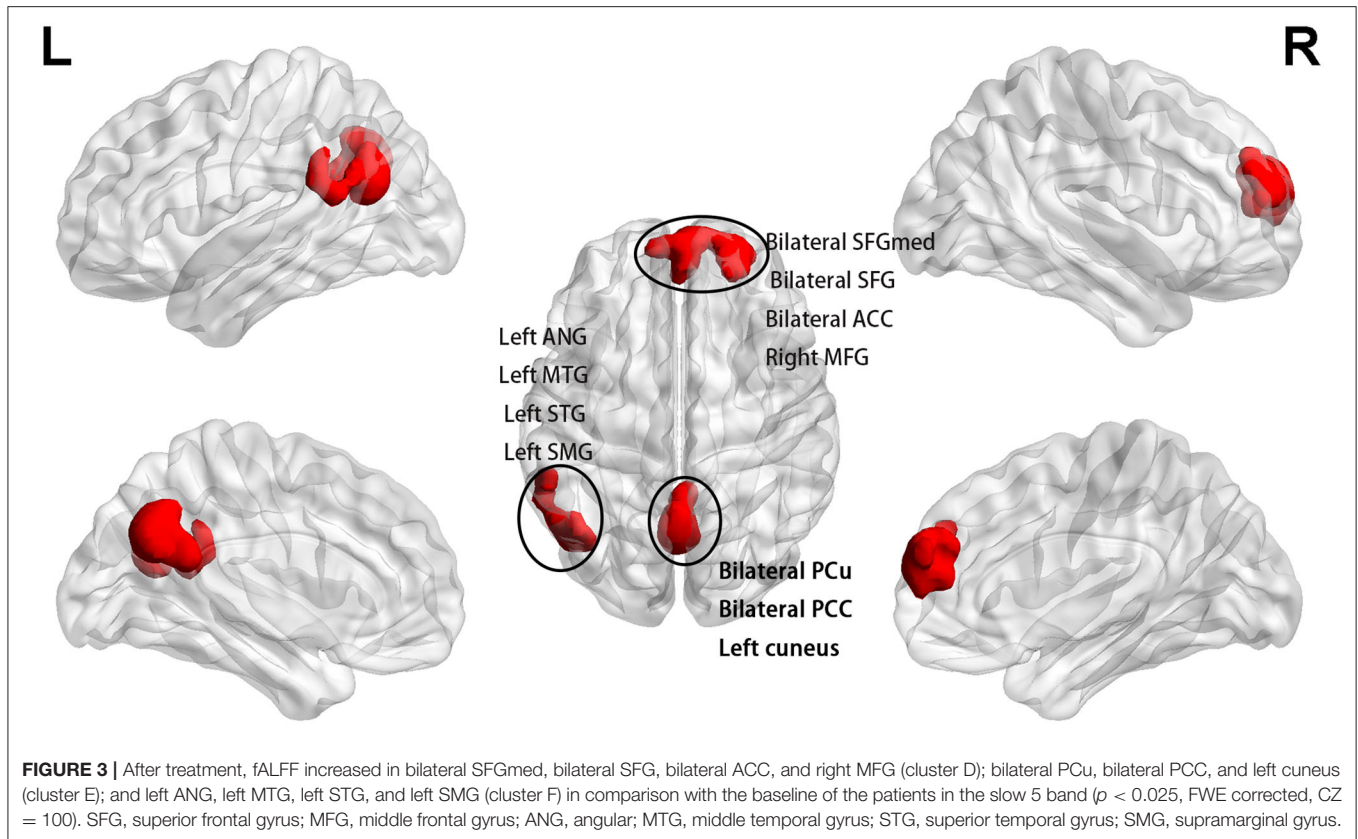 L
R
Bilateral SFGmed
Bilateral SFG
Bilateral ACC
Right MFG
Left ANG
Left MTG
Left STG
Left SMG
Bilateral PCu
Bilateral PCC
Left cuneus
FIGURE 3 | After treatment, fALFF increased in bilateral SFGmed, bilateral SFG, bilateral ACC, and right MFG (cluster D); bilateral PCu, bilateral PCC, and left cuneus
(cluster E); and left ANG, left MTG, left STG, and left SMG (cluster F) in comparison with the baseline of the patients in the slow 5 band (p < 0.025, FWE corrected, CZ
= 100). SFG, superior frontal gyrus; MFG, middle frontal gyrus; ANG, angular; MTG, middle temporal gyrus; STG, superior temporal gyrus; SMG, supramarginal gyrus.